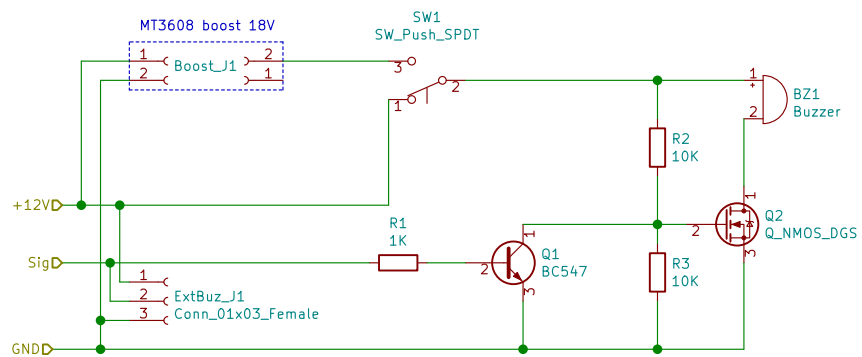 MT3608 boost 18V
SW1
SW_Push_SPDT
1
2
Boost_J1
2
1
3
1
2
1
+
2
BZ1
Buzzer
R2
10K
+12V
R1
1K
1
2
3
Q1
BC547
1
2
3
Q2
Q_NMOS_DGS
Sig
R3
10K
1
2
3
ExtBuz_J1
Conn_01x03_Female
GND